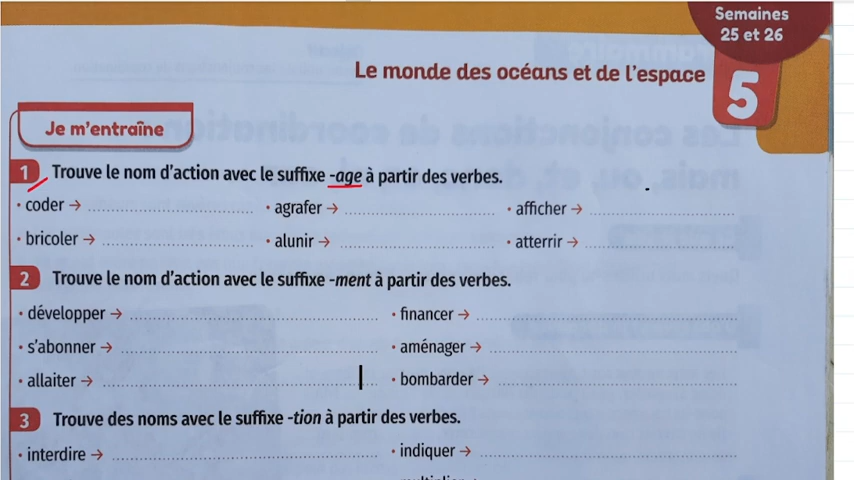 Semaines
25 et 26
Le monde des océans et de l'espace
5
Je m'entraîne
1 Trouve le nom d'action avec le suffixe -age à partir des verbes.
• coder → • agrafer → • afficher →
• bricoler → • alunir → • atterrir →
2 Trouve le nom d'action avec le suffixe -ment à partir des verbes.
• développer → • financer →
• s'abonner → • aménager →
• allaiter → • bombarder →
3 Trouve des noms avec le suffixe -tion à partir des verbes.
• interdire → • indiquer →